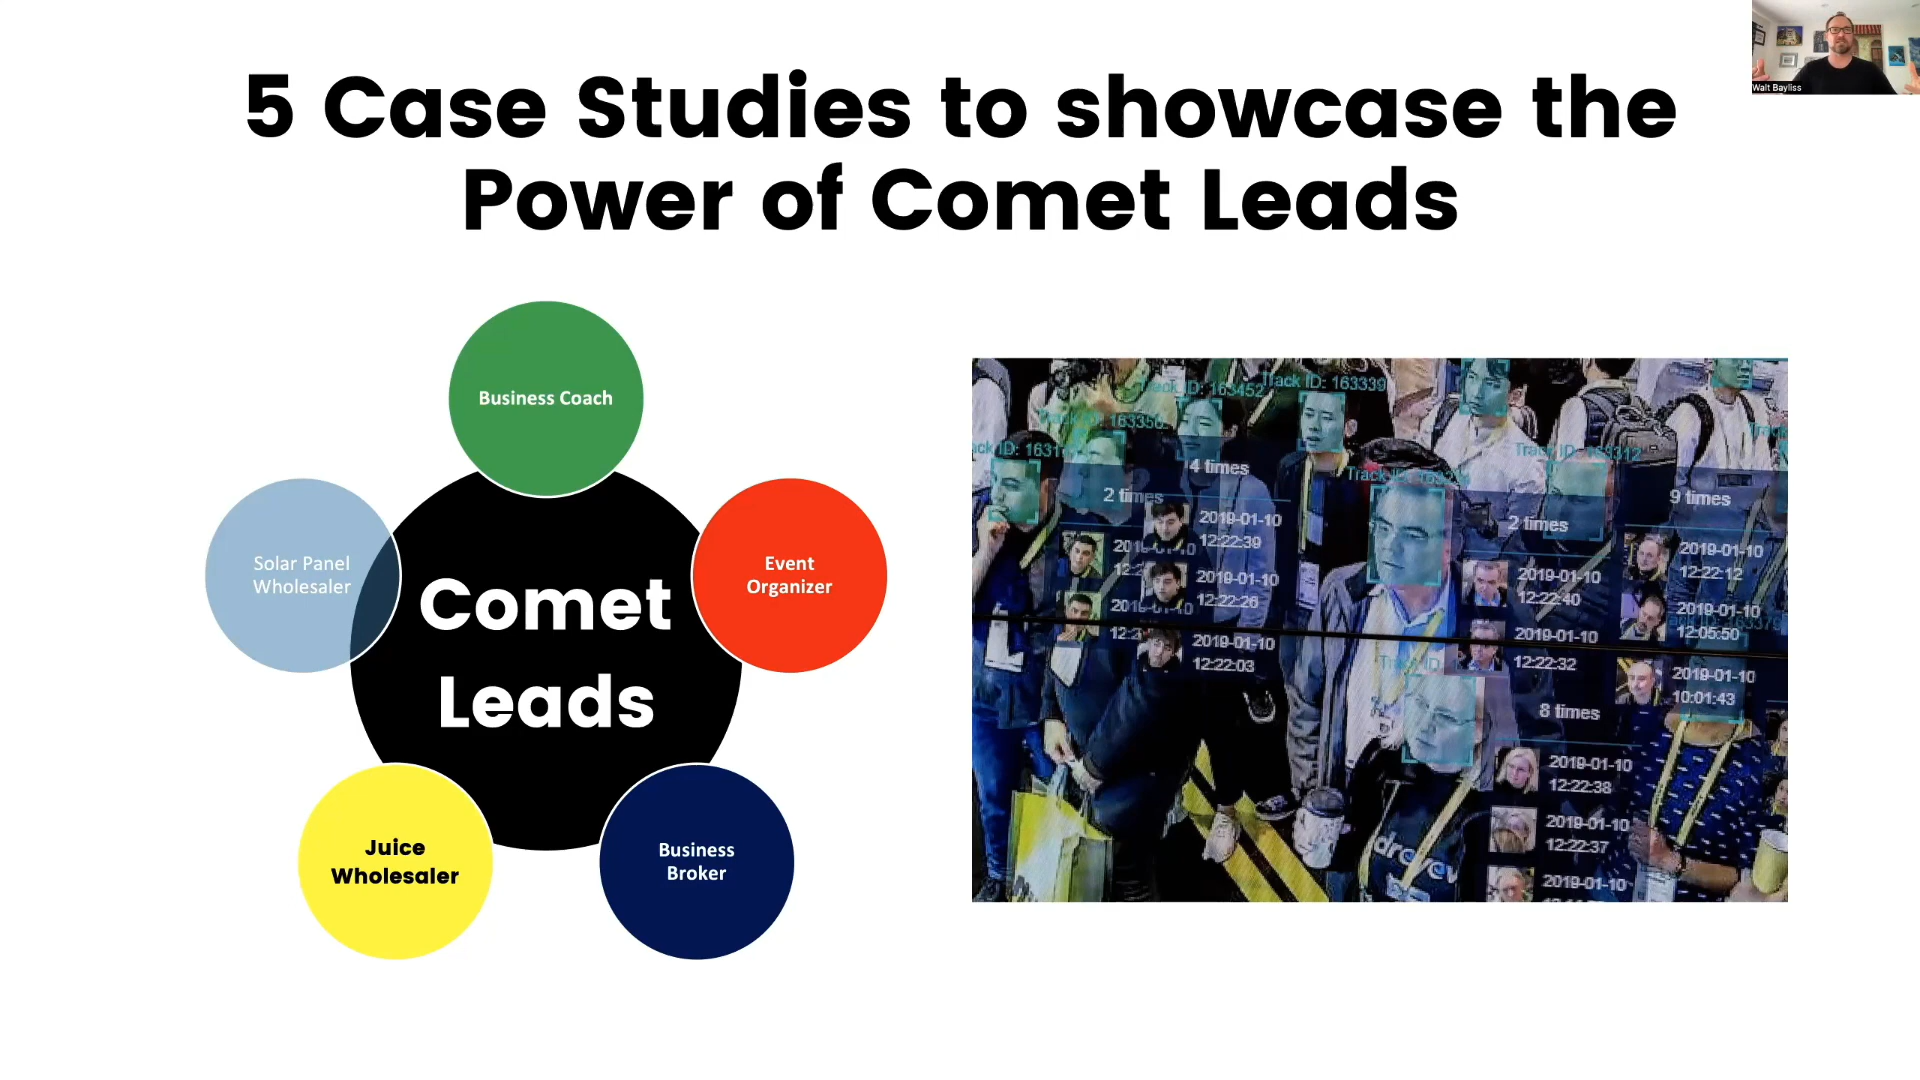 5 Case Studies to showcase the
Power of Comet Leads
Walt Bayliss
Business Coach
Solar Panel
Wholesaler
Event
Organizer
Comet
Leads
Juice
Wholesaler
Business
Broker
Track ID: 163452
Track ID: 163339
4 times
2 times
2019-01-10
12:22:39
2019-01-10
12:22:26
2019-01-10
12:22:03
2 times
2019-01-10
12:22:40
2019-01-10
12:22:32
9 times
2019-01-10
12:22:12
2019-01-10
12:05:50
2019-01-10
10:01:43
8 times
2019-01-10
12:22:38
2019-01-10
12:22:37
2019-01-10